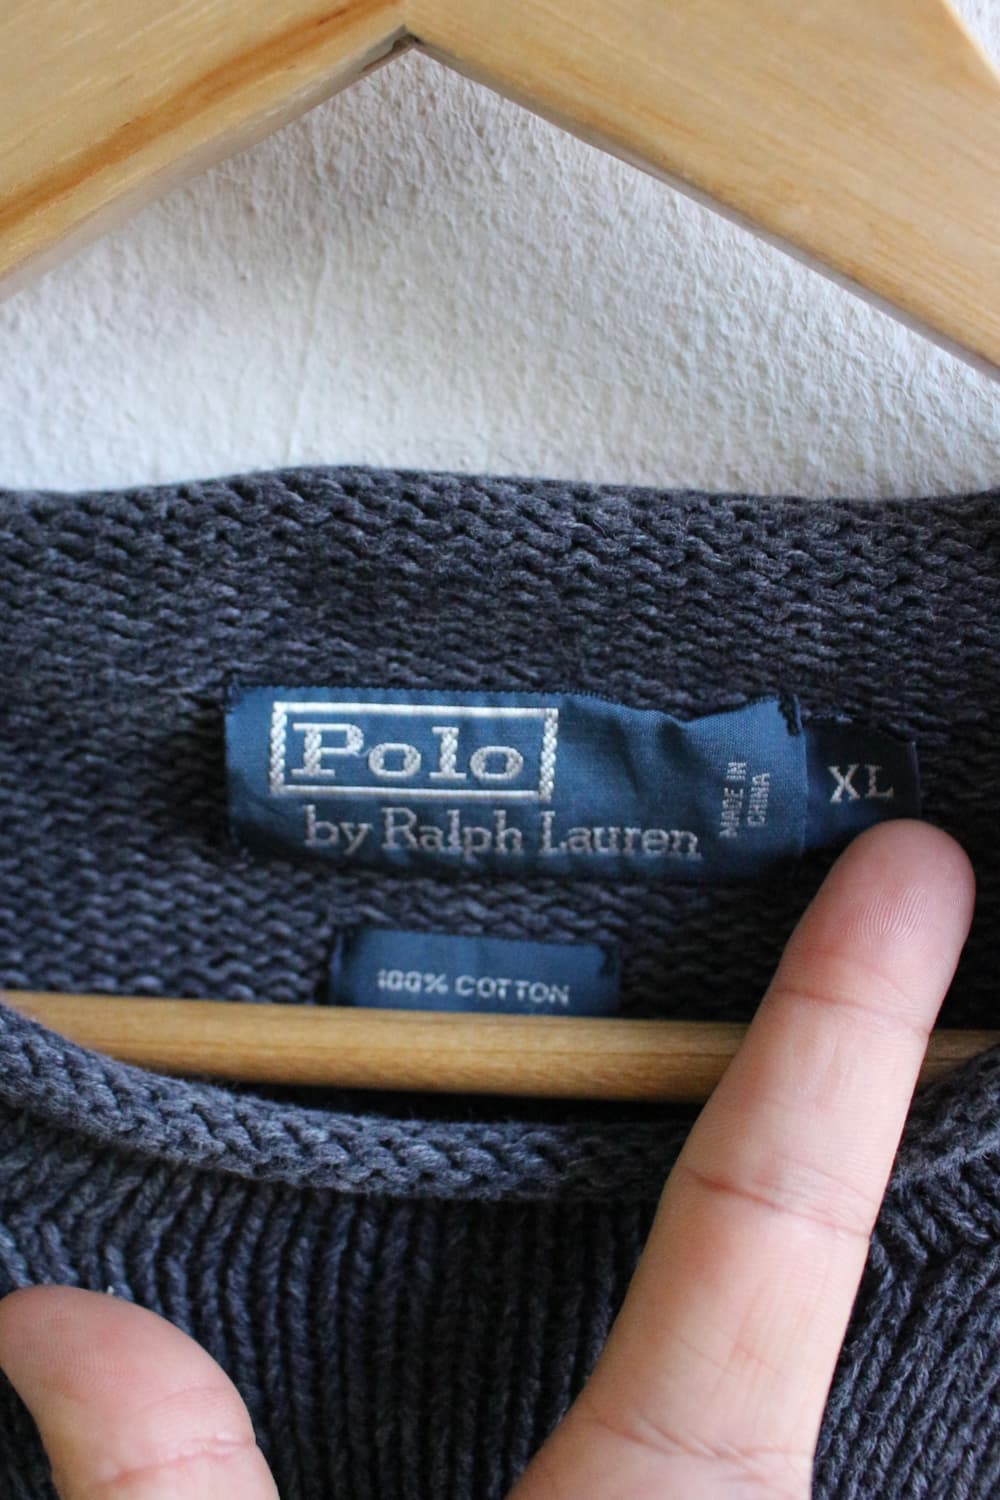 Polo
by Ralph Lauren
MADE IN
CHINA
XL
100% COTTON